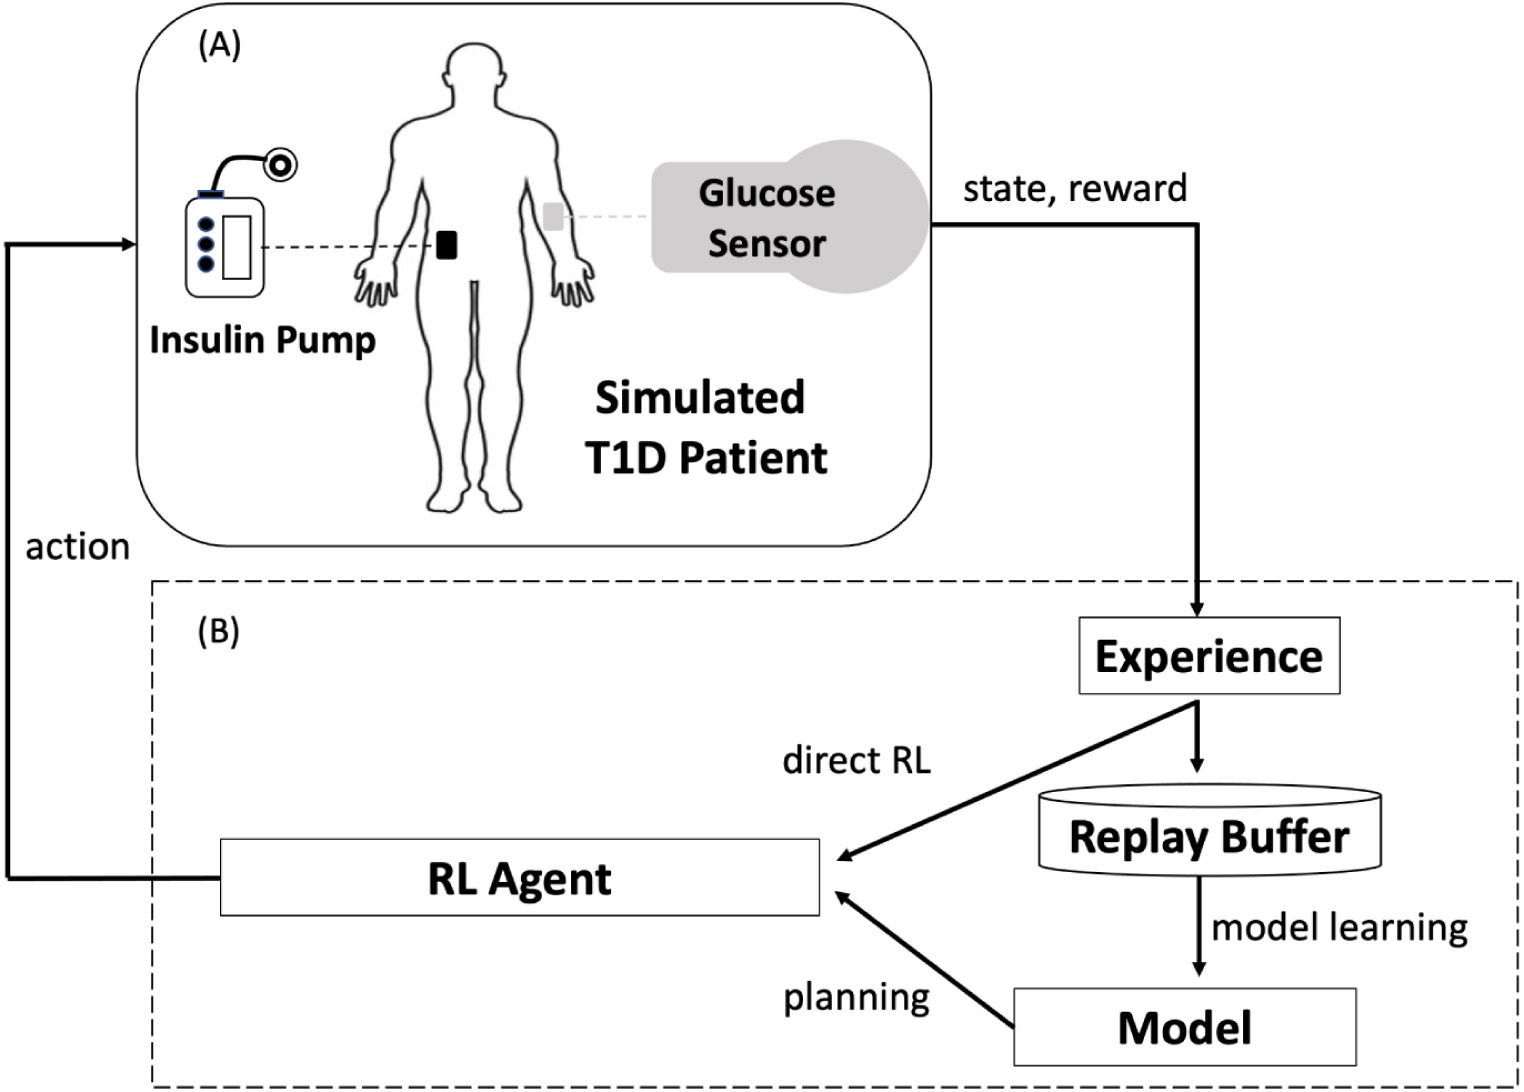 (A)
Glucose
Sensor
state, reward
Insulin Pump
Simulated
T1D Patient
action
(B)
Experience
direct RL
Replay Buffer
RL Agent
model learning
planning
Model